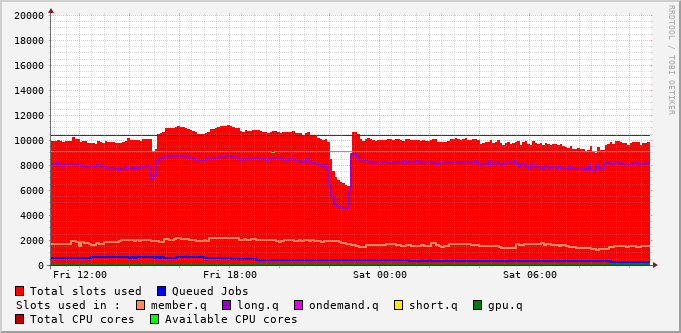 RRDTOOL / TOBI OETIKER
20000
18000
16000
14000
12000
10000
8000
6000
4000
2000
0
Fri 12:00 Fri 18:00 Sat 00:00 Sat 06:00
Total slots used Queued Jobs
Slots used in : member.q long.q ondemand.q short.q gpu.q
Total CPU cores Available CPU cores